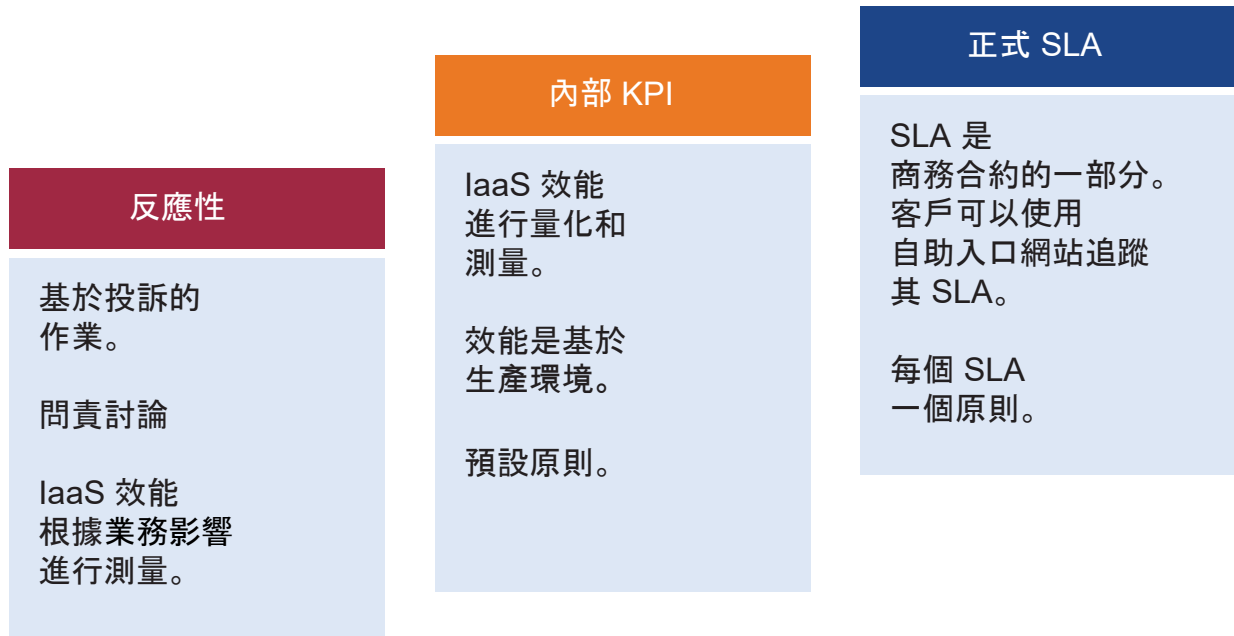 反應性
基於投訴的
作業。
問責討論
IaaS 效能
根據業務影響
進行測量。
內部 KPI
IaaS 效能
進行量化和
測量。
效能是基於
生產環境。
預設原則。
正式 SLA
SLA 是
商務合約的一部分。
客戶可以使用
自助入口網站追蹤
其 SLA。
每個 SLA
一個原則。